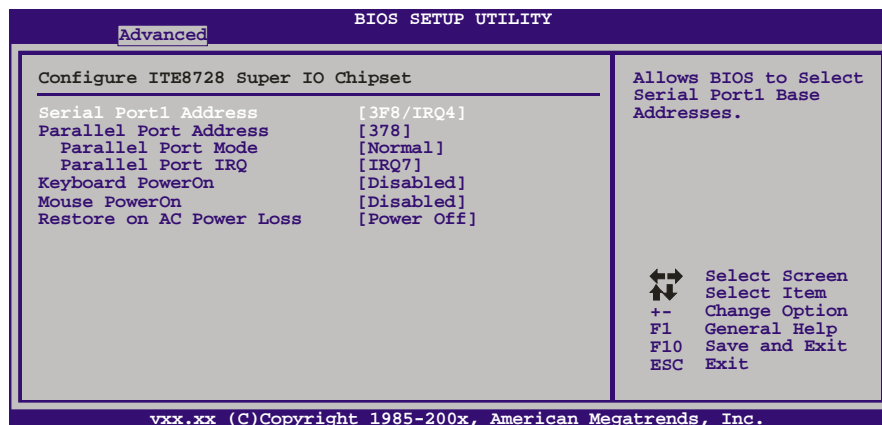 BIOS SETUP UTILITY
Advanced
Configure ITE8728 Super IO Chipset
Serial Port1 Address [3F8/IRQ4]
Parallel Port Address [378]
Parallel Port Mode [Normal]
Parallel Port IRQ [IRQ7]
Keyboard PowerOn [Disabled]
Mouse PowerOn [Disabled]
Restore on AC Power Loss [Power Off]
Allows BIOS to Select
Serial Port1 Base
Addresses.
Select Screen
Select Item
+- Change Option
F1 General Help
F10 Save and Exit
ESC Exit
vxx.xx (C)Copyright 1985-200x, American Megatrends, Inc.